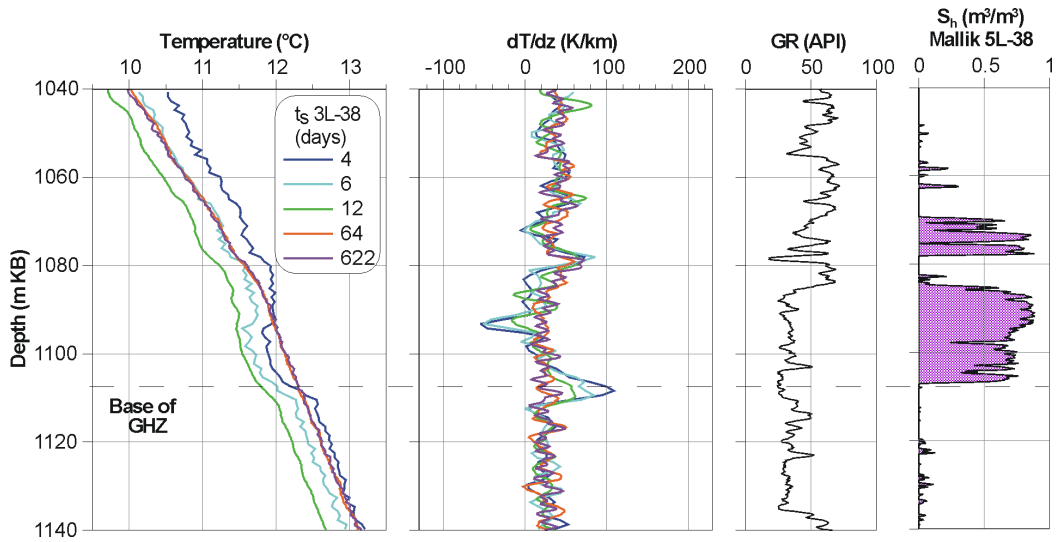 Temperature (°C)
dT/dz (K/km)
GR (API)
Sₕ (m³/m³)
Mallik 5L-38
10 11 12 13
-100 0 100 200
0 50 100
0 0.5 1
Depth (m KB)
1040
1060
1080
1100
1120
1140
tₛ 3L-38
(days)
4
6
12
64
622
Base of
GHZ